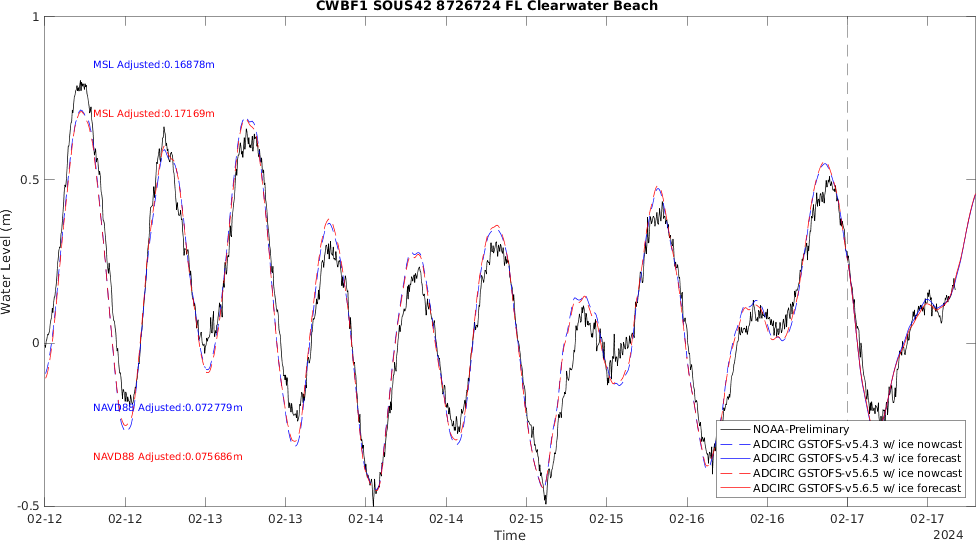 CWBF1 SOUS42 8726724 FL Clearwater Beach
1
MSL Adjusted:0.16878m
MSL Adjusted:0.17169m
0.5
Water Level (m)
0
NAVD88 Adjusted:0.072779m
NAVD88 Adjusted:0.075686m
-0.5
NOAA-Preliminary
ADCIRC GSTOFS-v5.4.3 w/ ice nowcast
ADCIRC GSTOFS-v5.4.3 w/ ice forecast
ADCIRC GSTOFS-v5.6.5 w/ ice nowcast
ADCIRC GSTOFS-v5.6.5 w/ ice forecast
02-12 02-12 02-13 02-13 02-14 02-14 02-15 02-15 02-16 02-16 02-17 02-17
Time
2024